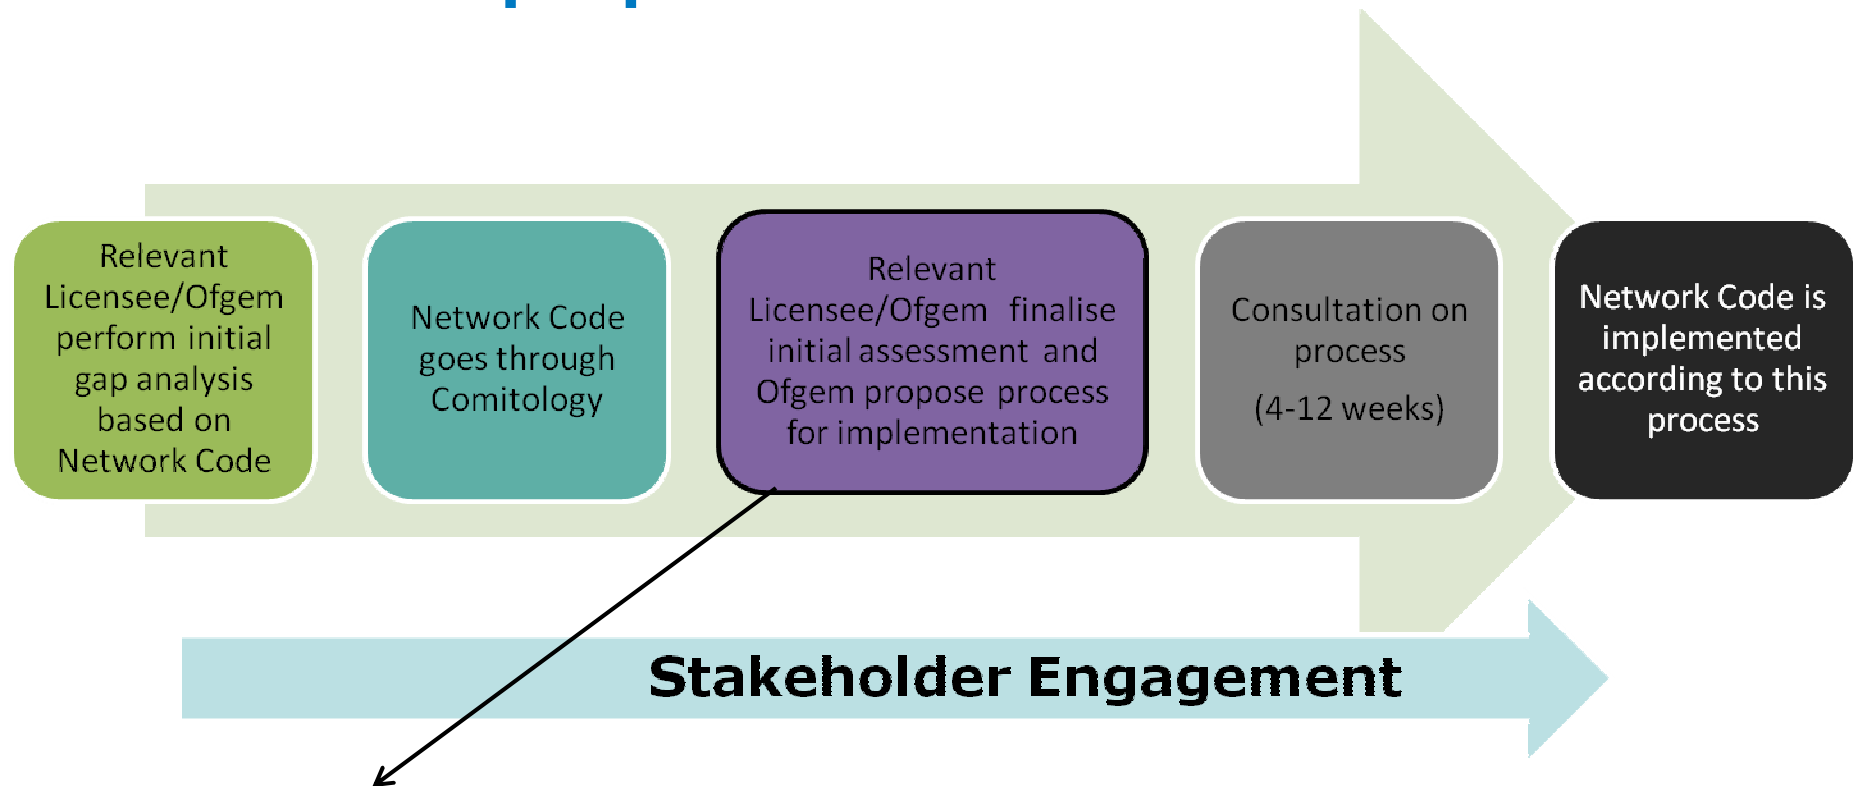 Relevant
Licensee/Ofgem
perform initial
gap analysis
based on
Network Code
Network Code
goes through
Comitology
Relevant
Licensee/Ofgem finalise
initial assessment and
Ofgem propose process
for implementation
Consultation on
process
(4-12 weeks)
Network Code is
implemented
according to this
process
Stakeholder Engagement